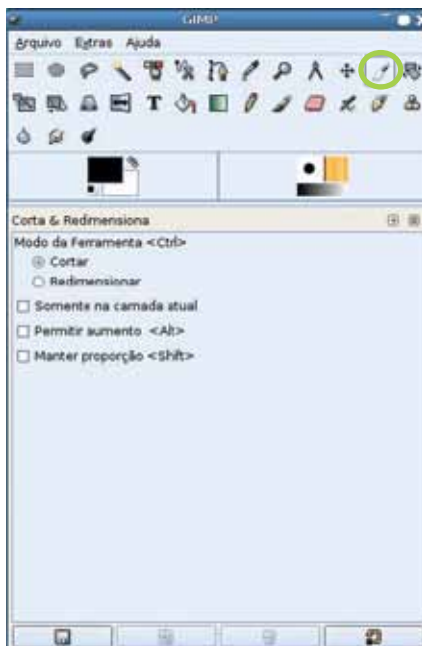 GIMP
Arquivo Extras Ajuda
T
Corta & Redimensiona
Modo da Ferramenta <Ctrl>
Cortar
Redimensionar
Somente na camada atual
Permitir aumento <Alt>
Manter proporção <Shift>